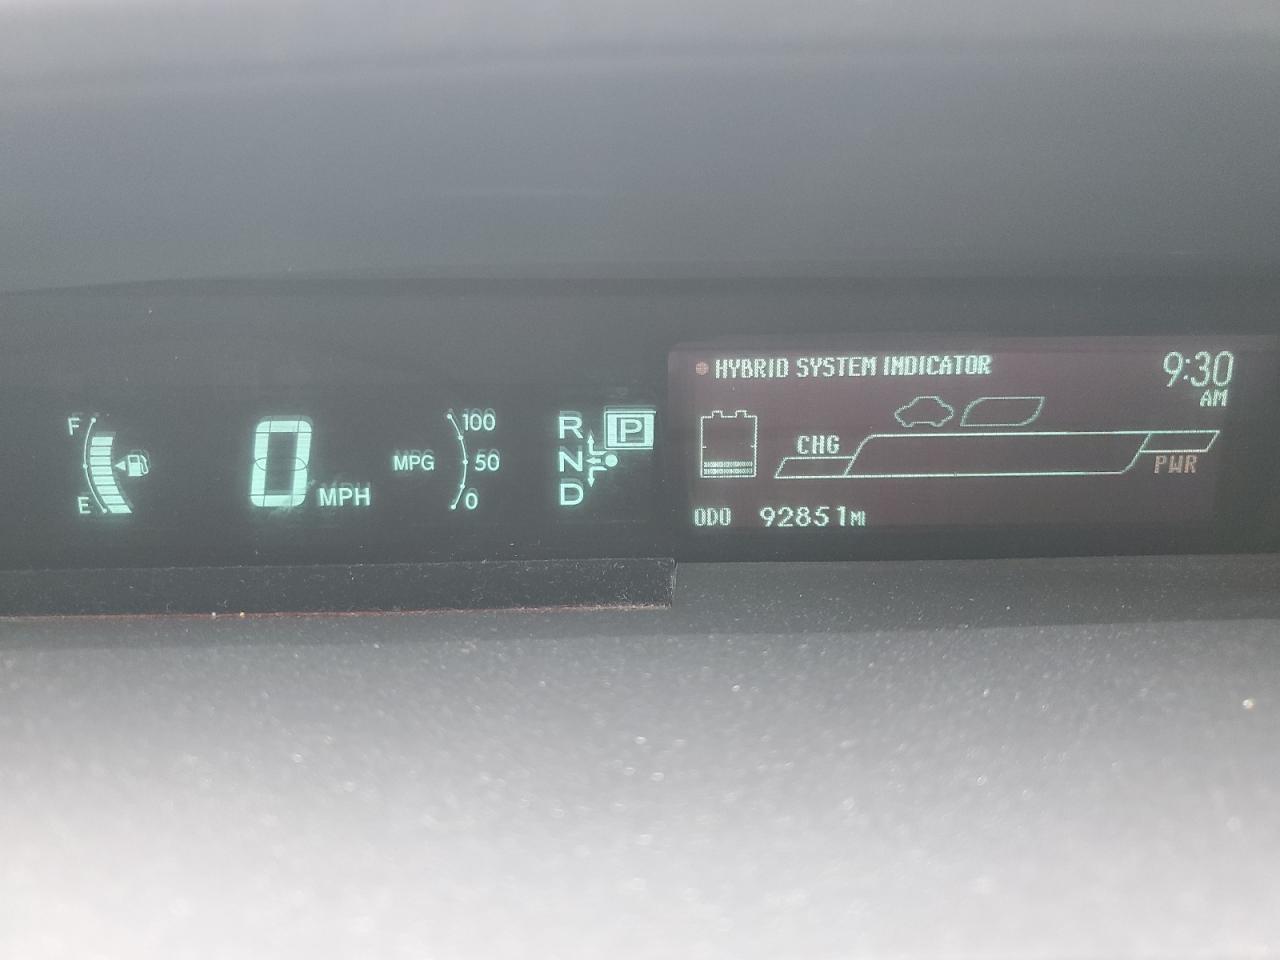 F
E
0 MPH
MPG
100
50
0
R
N
D
P
HYBRID SYSTEM INDICATOR
9:30
AM
CHG
PWR
ODO 92851MI